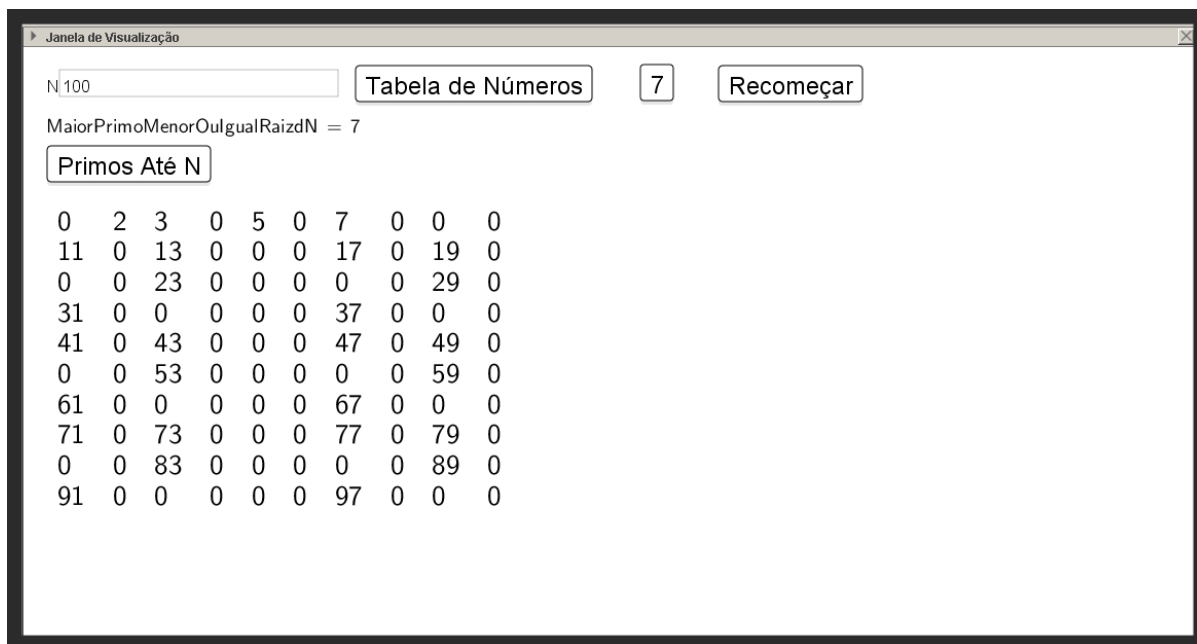 Janela de Visualização
N 100 Tabela de Números 7 Recomeçar
MaiorPrimoMenorOuIgualRaizdN = 7
Primos Até N
0 2 3 0 5 0 7 0 0 0
11 0 13 0 0 0 17 0 19 0
0 0 23 0 0 0 0 0 29 0
31 0 0 0 0 0 37 0 0 0
41 0 43 0 0 0 47 0 49 0
0 0 53 0 0 0 0 0 59 0
61 0 0 0 0 0 67 0 0 0
71 0 73 0 0 0 77 0 79 0
0 0 83 0 0 0 0 0 89 0
91 0 0 0 0 0 97 0 0 0